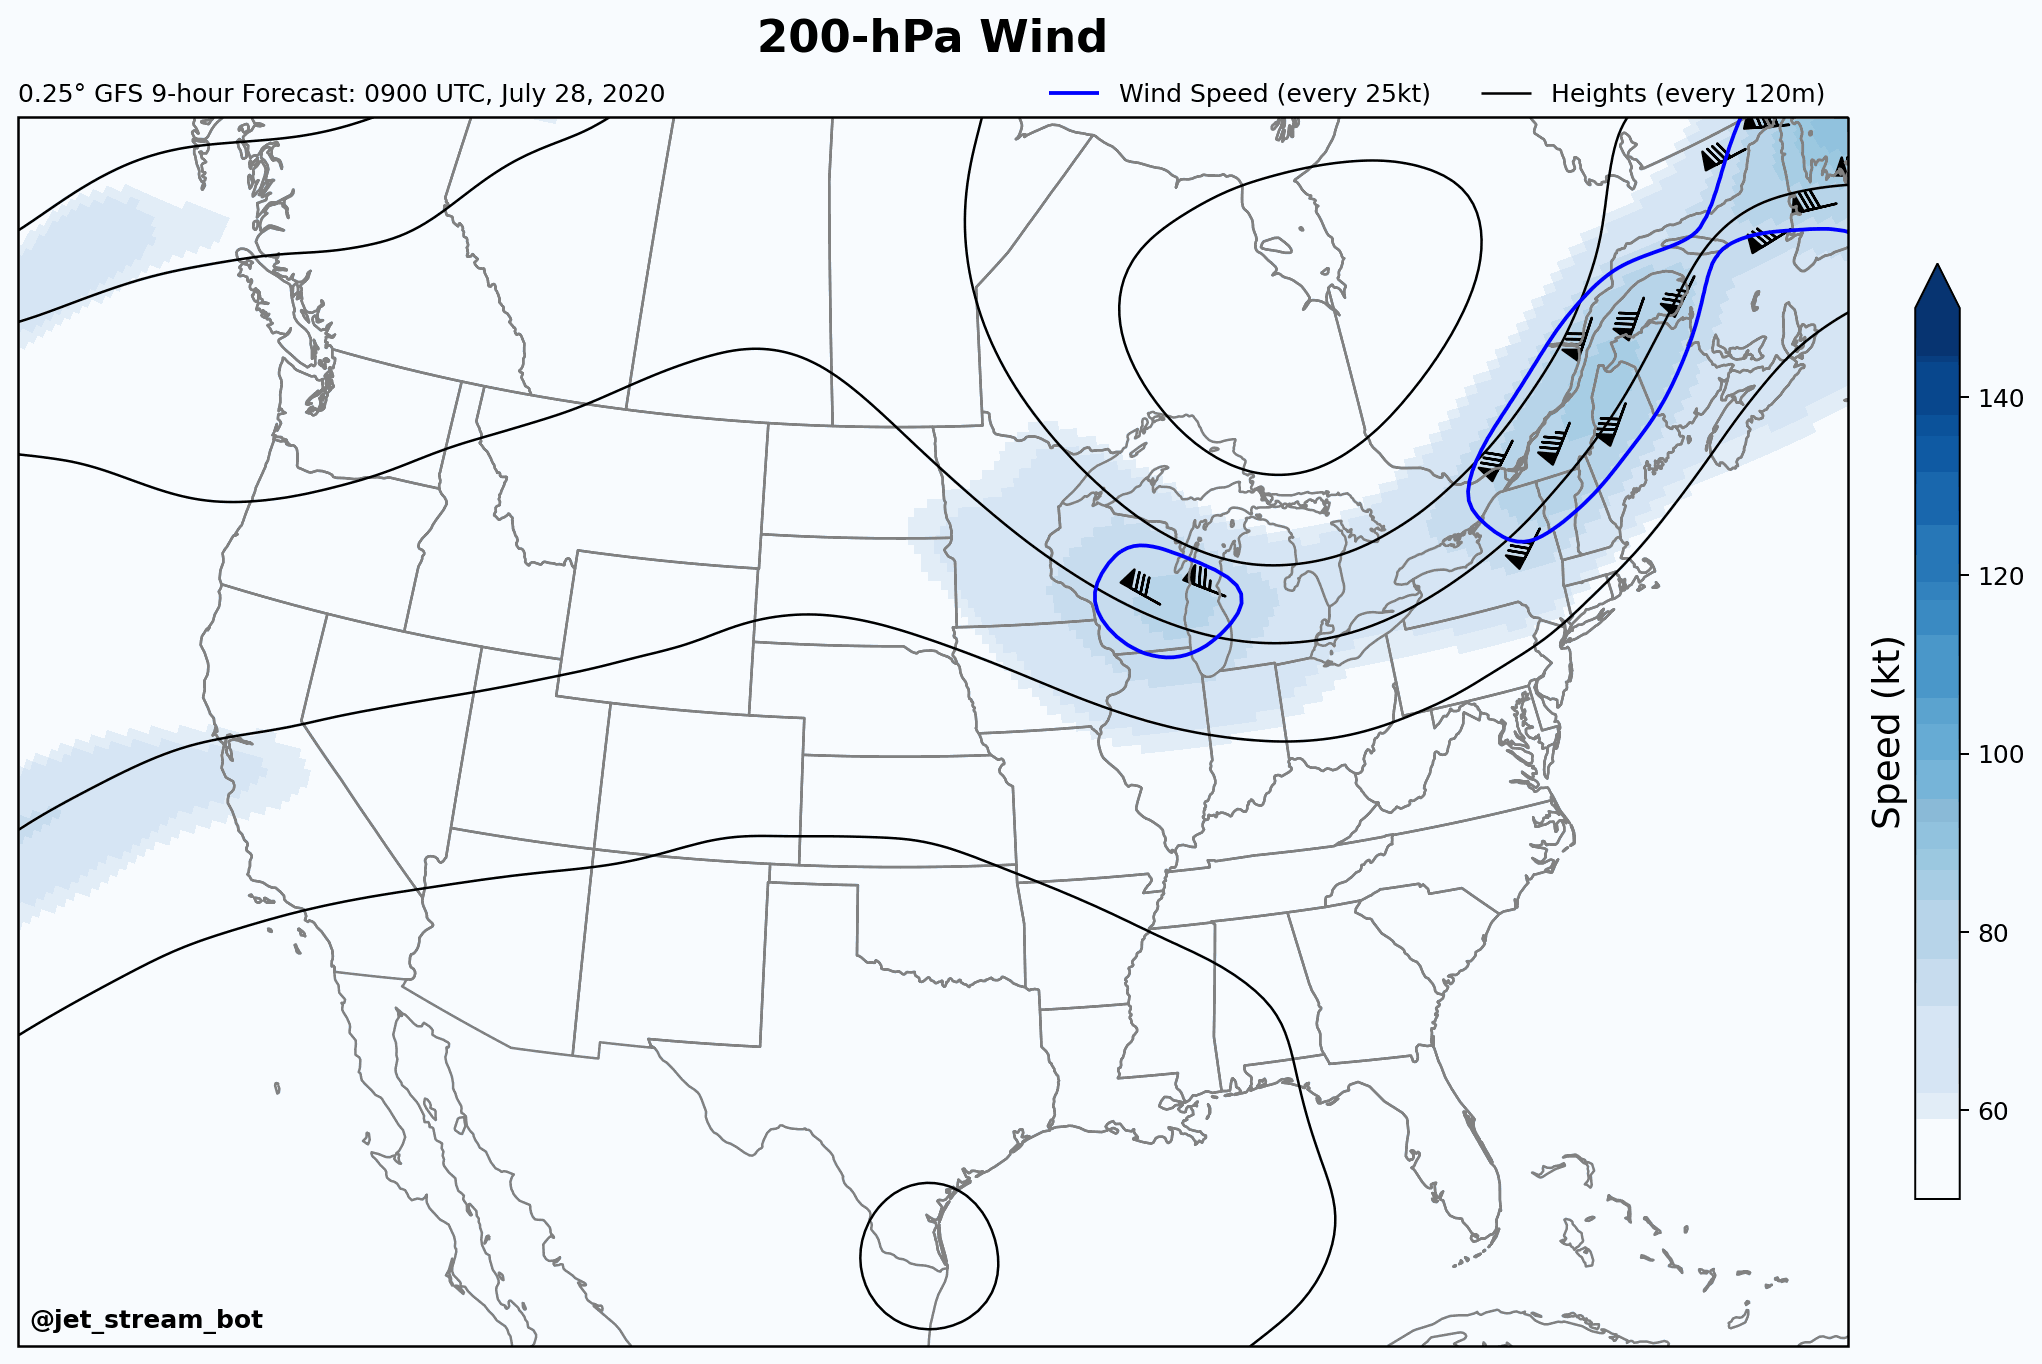 200-hPa Wind
0.25° GFS 9-hour Forecast: 0900 UTC, July 28, 2020
Wind Speed (every 25kt)
Heights (every 120m)
140
120
100
80
60
Speed (kt)
@jet_stream_bot